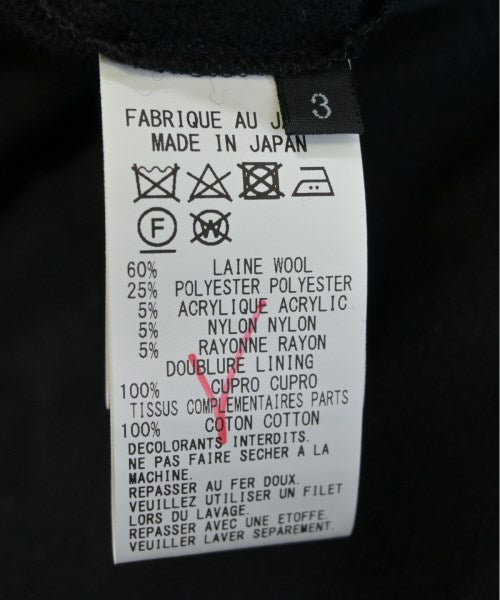 3
FABRIQUE AU
MADE IN JAPAN
F
W
60% LAINE WOOL
25% POLYESTER POLYESTER
5% ACRYLIQUE ACRYLIC
5% NYLON NYLON
5% RAYONNE RAYON
DOUBLURE LINING
100% CUPRO CUPRO
TISSUS COMPLEMENTAIRES PARTS
100% COTON COTTON
DECOLORANTS INTERDITS.
NE PAS FAIRE SECHER A LA
MACHINE.
REPASSER AU FER DOUX.
VEUILLEZ UTILISER UN FILET
LORS DU LAVAGE.
REPASSER AVEC UNE ETOFFE.
VEUILLER LAVER SEPAREMENT.